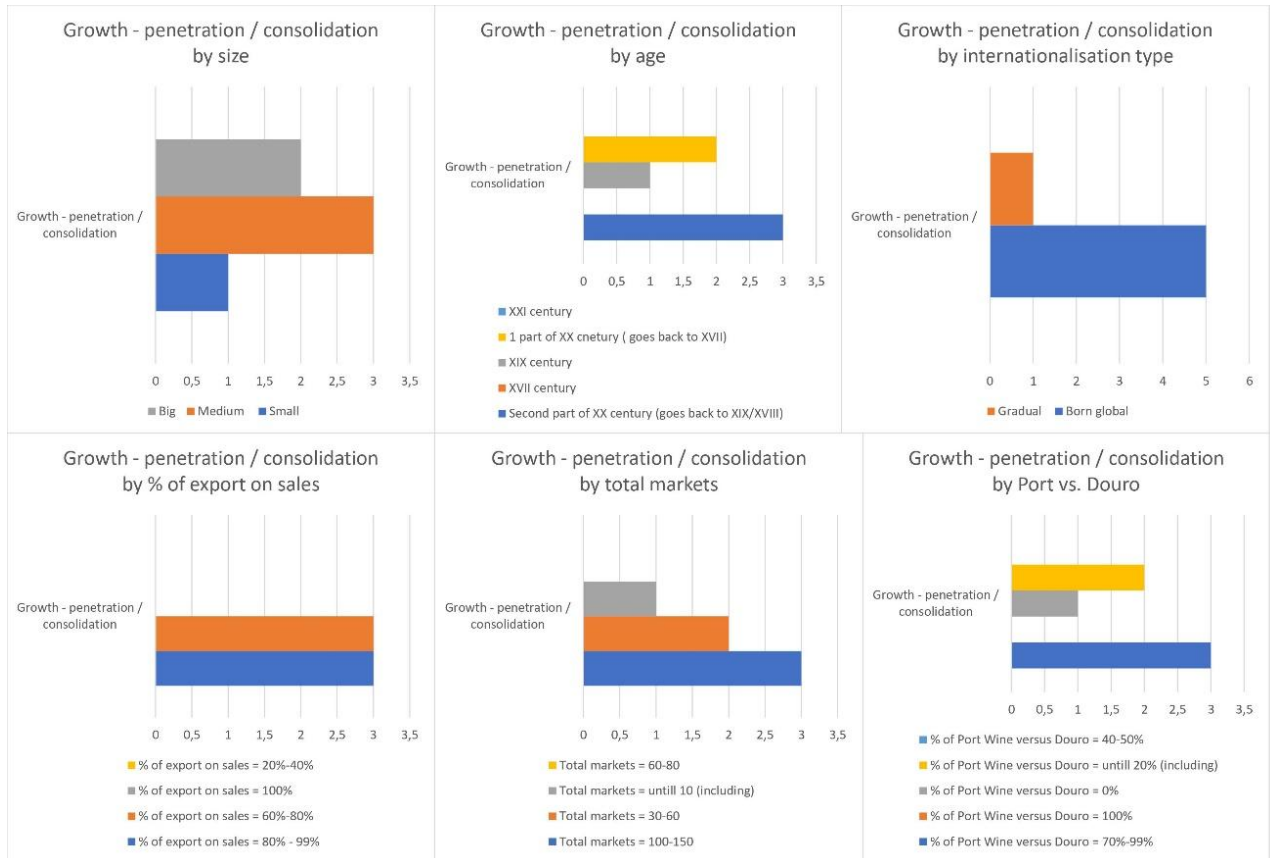 Growth - penetration / consolidation
by size
Growth - penetration /
consolidation
0 0,5 1 1,5 2 2,5 3 3,5
Big Medium Small
Growth - penetration / consolidation
by age
Growth - penetration /
consolidation
0 0,5 1 1,5 2 2,5 3 3,5
XXI century
1 part of XX cnetury ( goes back to XVII)
XIX century
XVII century
Second part of XX century (goes back to XIX/XVIII)
Growth - penetration / consolidation
by internationalisation type
Growth - penetration /
consolidation
0 1 2 3 4 5 6
Gradual Born global
Growth - penetration / consolidation
by % of export on sales
Growth - penetration /
consolidation
0 0,5 1 1,5 2 2,5 3 3,5
% of export on sales = 20%-40%
% of export on sales = 100%
% of export on sales = 60%-80%
% of export on sales = 80% - 99%
Growth - penetration / consolidation
by total markets
Growth - penetration /
consolidation
0 0,5 1 1,5 2 2,5 3 3,5
Total markets = 60-80
Total markets = untill 10 (including)
Total markets = 30-60
Total markets = 100-150
Growth - penetration / consolidation
by Port vs. Douro
Growth - penetration /
consolidation
0 0,5 1 1,5 2 2,5 3 3,5
% of Port Wine versus Douro = 40-50%
% of Port Wine versus Douro = untill 20% (including)
% of Port Wine versus Douro = 0%
% of Port Wine versus Douro = 100%
% of Port Wine versus Douro = 70%-99%